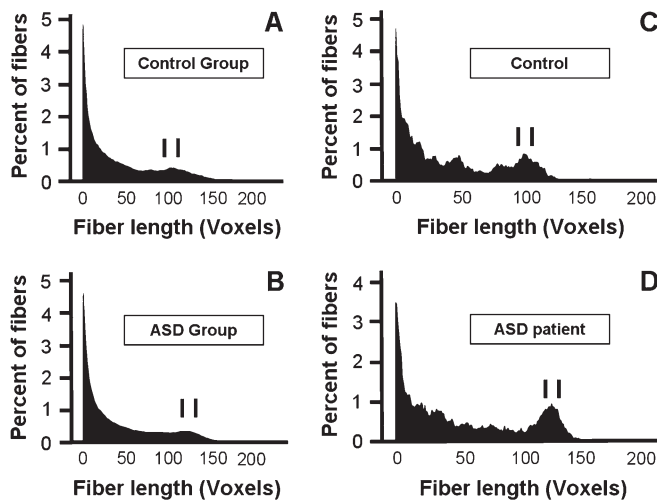 A
Percent of fibers
5
4
3
2
1
0
Control Group
0 50 100 150 200
Fiber length (Voxels)
C
Percent of fibers
5
4
3
2
1
0
Control
0 50 100 150 200
Fiber length (Voxels)
B
Percent of fibers
5
4
3
2
1
0
ASD Group
0 50 100 150 200
Fiber length (Voxels)
D
Percent of fibers
4
3
2
1
0
ASD patient
0 50 100 150 200
Fiber length (Voxels)